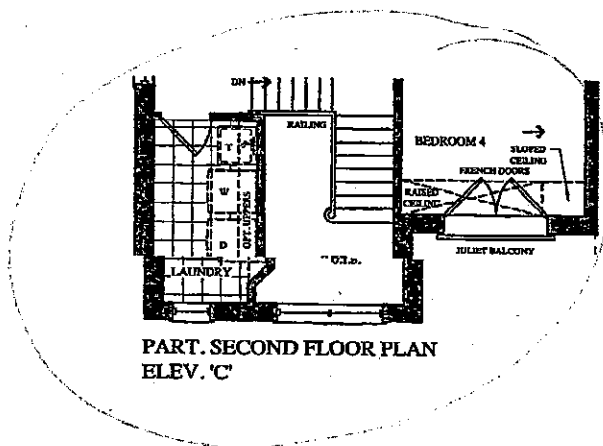 DN
RAILING
BEDROOM 4
SLOPED
CEILING
FRENCH DOORS
RAISED
CEILING
T
W
D
OPT. UPPERS
LAUNDRY
JULIET BALCONY
PART. SECOND FLOOR PLAN
ELEV. 'C'